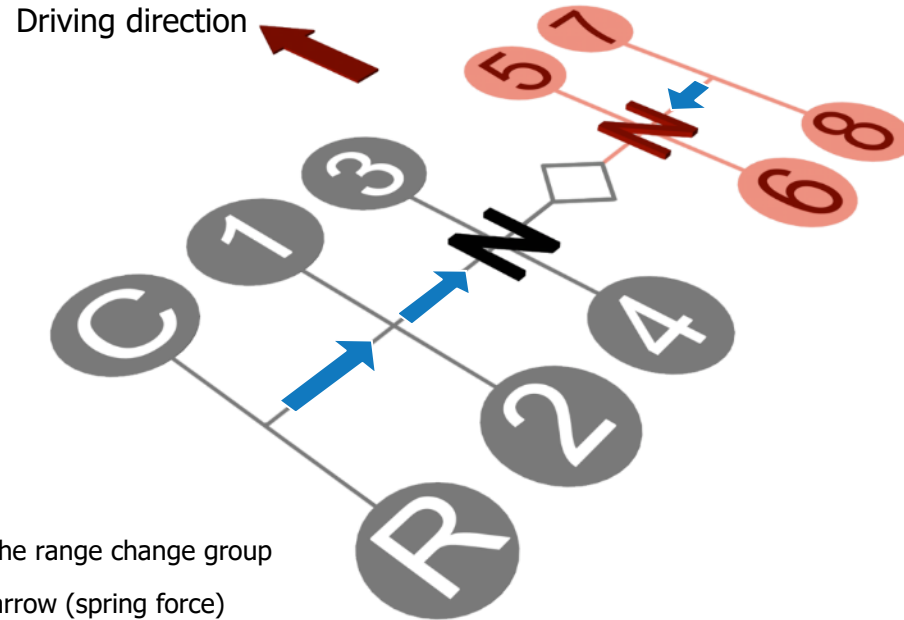 Driving direction
7
5
8
N
6
3
1
N
C
4
2
R
he range change group
arrow (spring force)